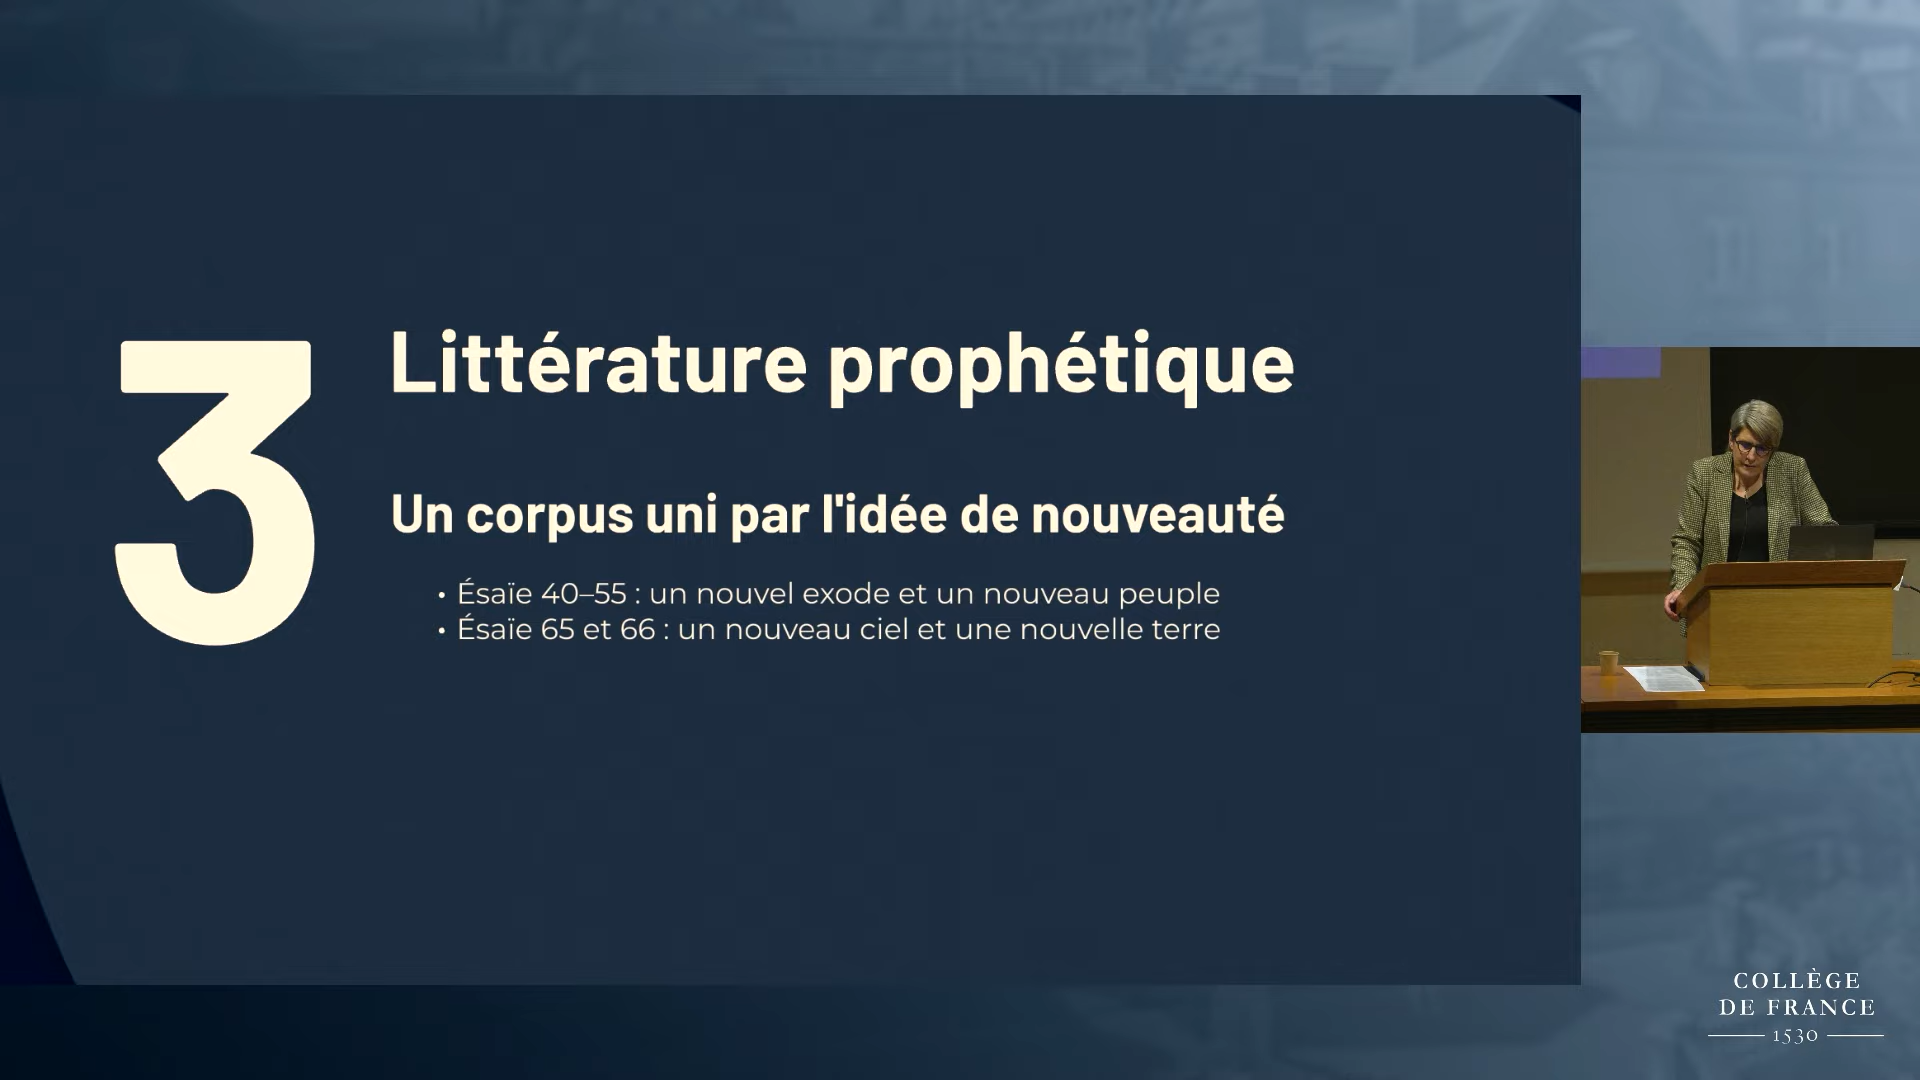 3
Littérature prophétique
Un corpus uni par l'idée de nouveauté
• Ésaïe 40–55 : un nouvel exode et un nouveau peuple
• Ésaïe 65 et 66 : un nouveau ciel et une nouvelle terre
COLLÈGE
DE FRANCE
1530